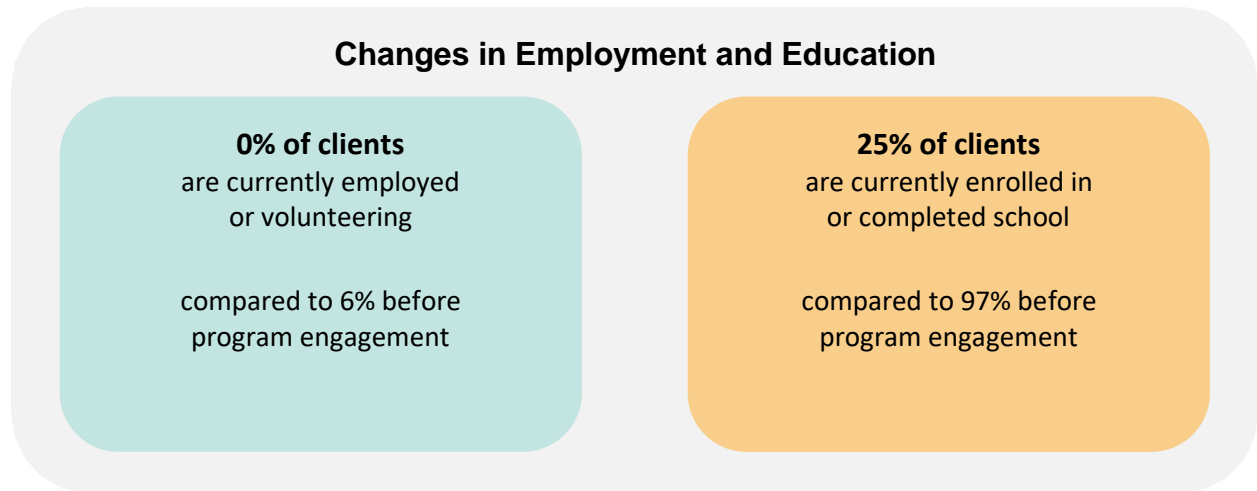 Changes in Employment and Education
0% of clients
are currently employed
or volunteering
compared to 6% before
program engagement
25% of clients
are currently enrolled in
or completed school
compared to 97% before
program engagement